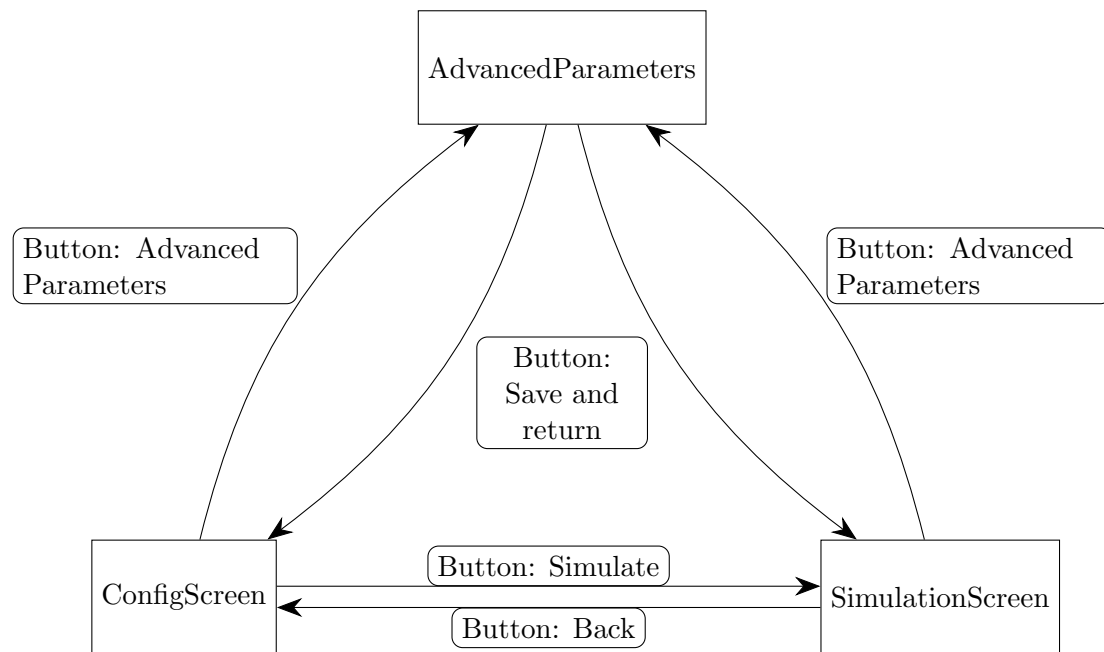 AdvancedParameters
Button: Advanced
Parameters
Button: Advanced
Parameters
Button:
Save and
return
Button: Simulate
ConfigScreen
SimulationScreen
Button: Back